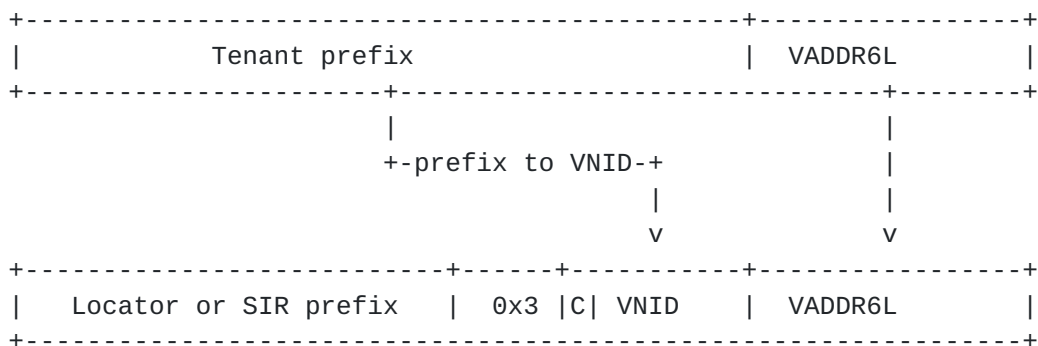 Tenant prefix | VADDR6L
+-prefix to VNID-+
v v
Locator or SIR prefix | 0x3 |C| VNID | VADDR6L